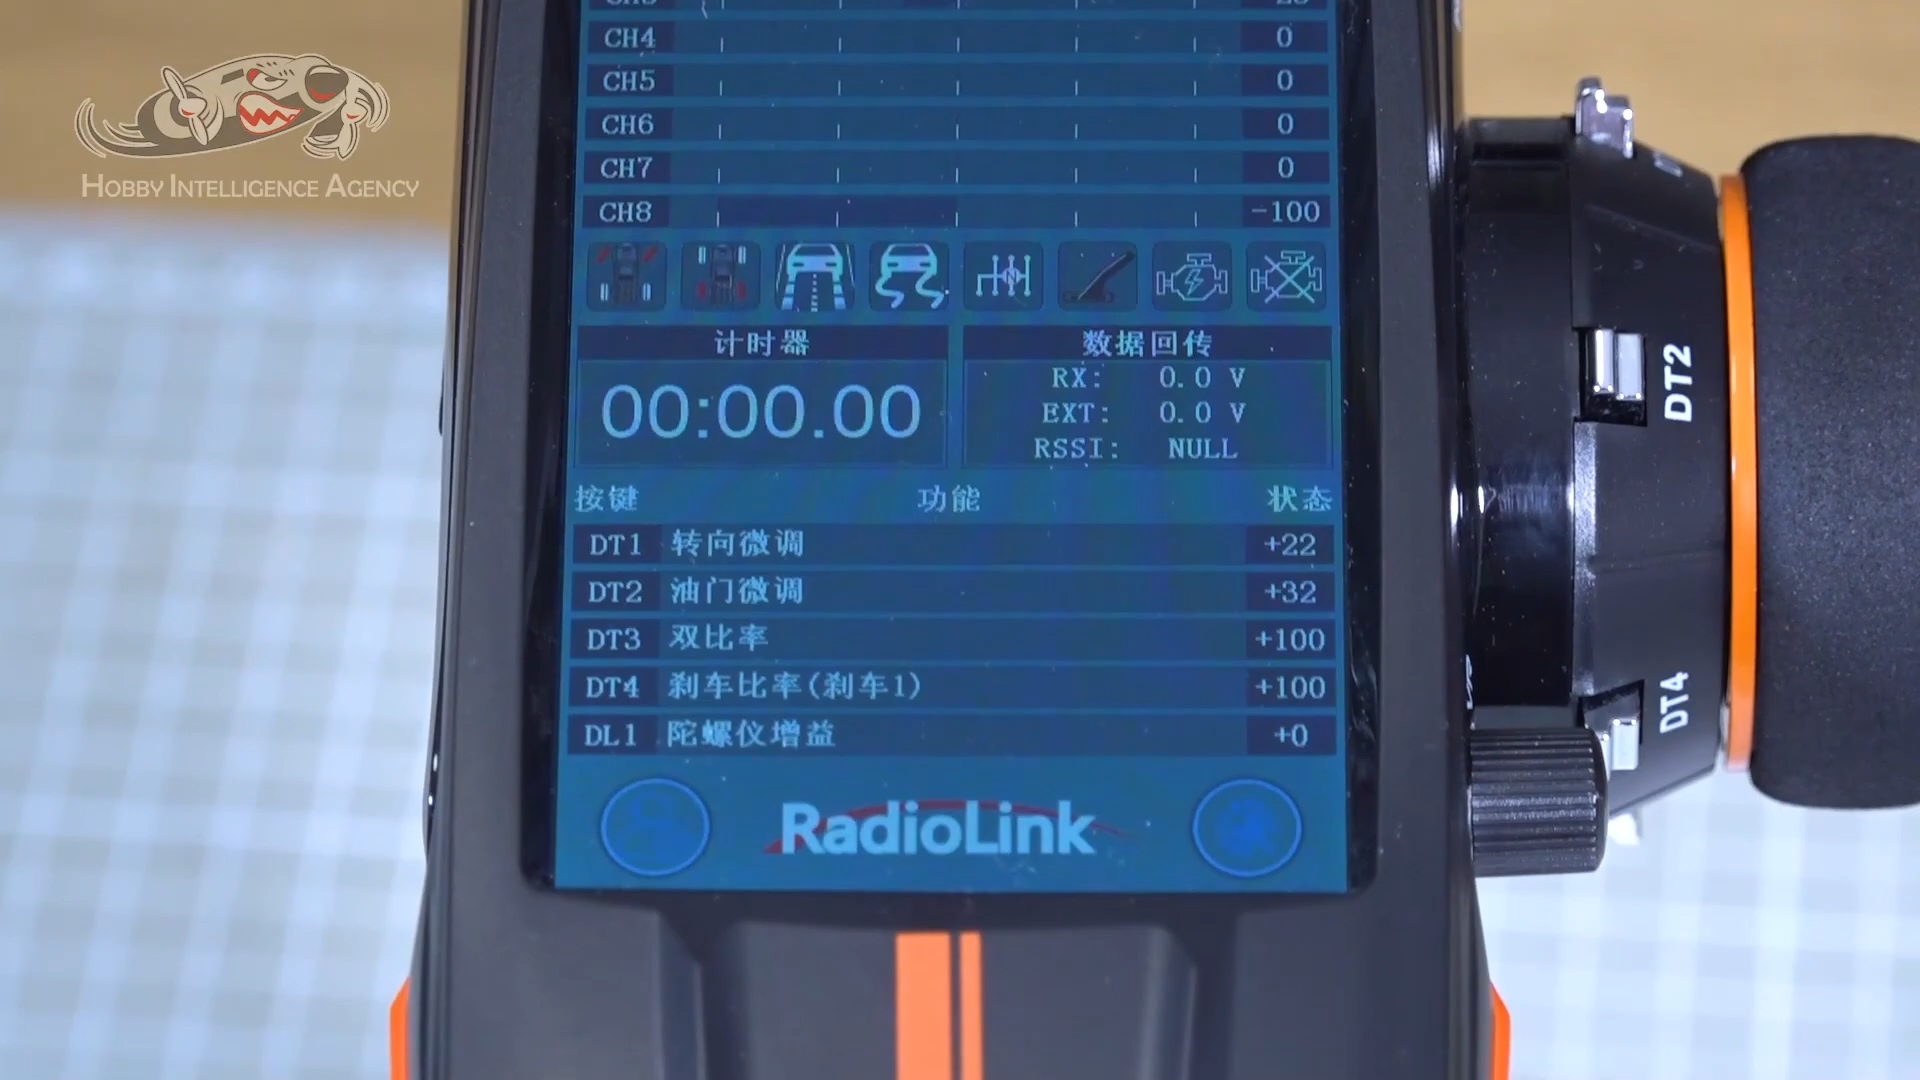 HOBBY INTELLIGENCE AGENCY
CH4 0
CH5 0
CH6 0
CH7 0
CH8 -100
N
计时器
00:00.00
数据回传
RX: 0.0 V
EXT: 0.0 V
RSSI: NULL
按键 功能 状态
DT1 转向微调 +22
DT2 油门微调 +32
DT3 双比率 +100
DT4 刹车比率(刹车1) +100
DL1 陀螺仪增益 +0
RadioLink
DT2
DT4